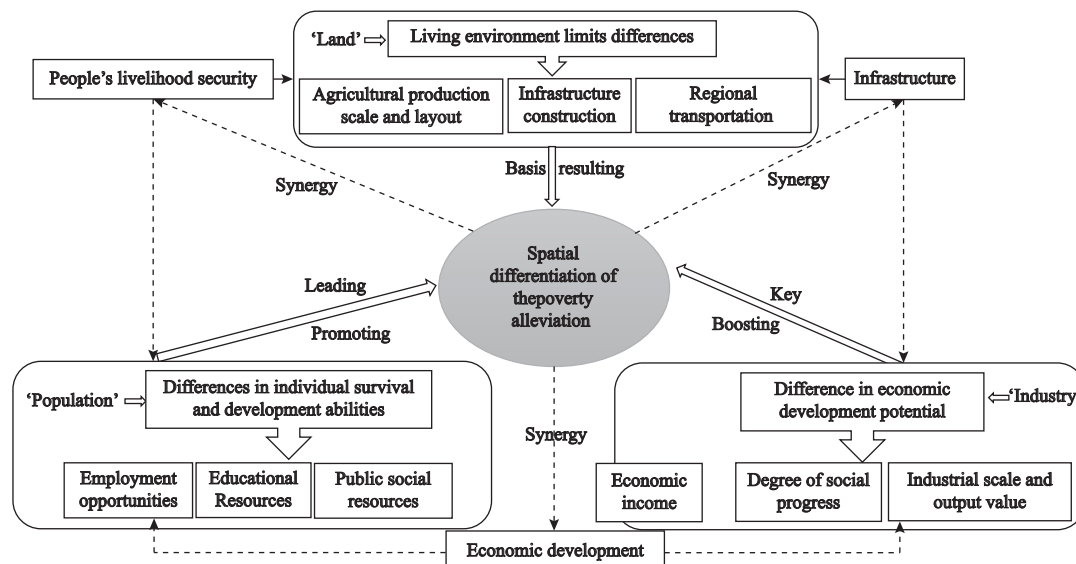 ‘Land’
Living environment limits differences
People’s livelihood security
Agricultural production
scale and layout
Infrastructure
construction
Regional
transportation
Infrastructure
Basis resulting
Synergy
Synergy
Spatial
differentiation of
thepoverty
alleviation
Leading
Promoting
Key
Boosting
‘Population’
Differences in individual survival
and development abilities
Employment
opportunities
Educational
Resources
Public social
resources
Synergy
Difference in economic
development potential
‘Industry
Economic
income
Degree of social
progress
Industrial scale and
output value
Economic development